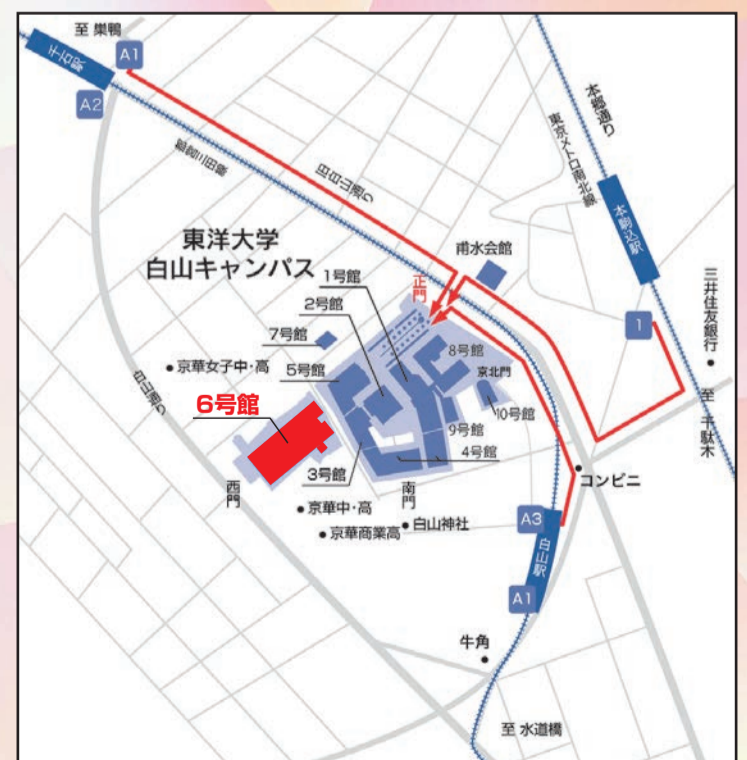 至 巣鴨
A1
千石駅
A2
都営三田線
旧白山通り
本郷通り
東京メトロ南北線
本駒込駅
三井住友銀行
至 千駄木
1
東洋大学
白山キャンパス
甫水会館
正門
1号館
2号館
7号館
5号館
8号館
京北門
10号館
9号館
4号館
3号館
京華女子中・高
白山通り
6号館
西門
南門
京華中・高
京華商業高
白山神社
コンビニ
A3
白山駅
A1
牛角
至 水道橋